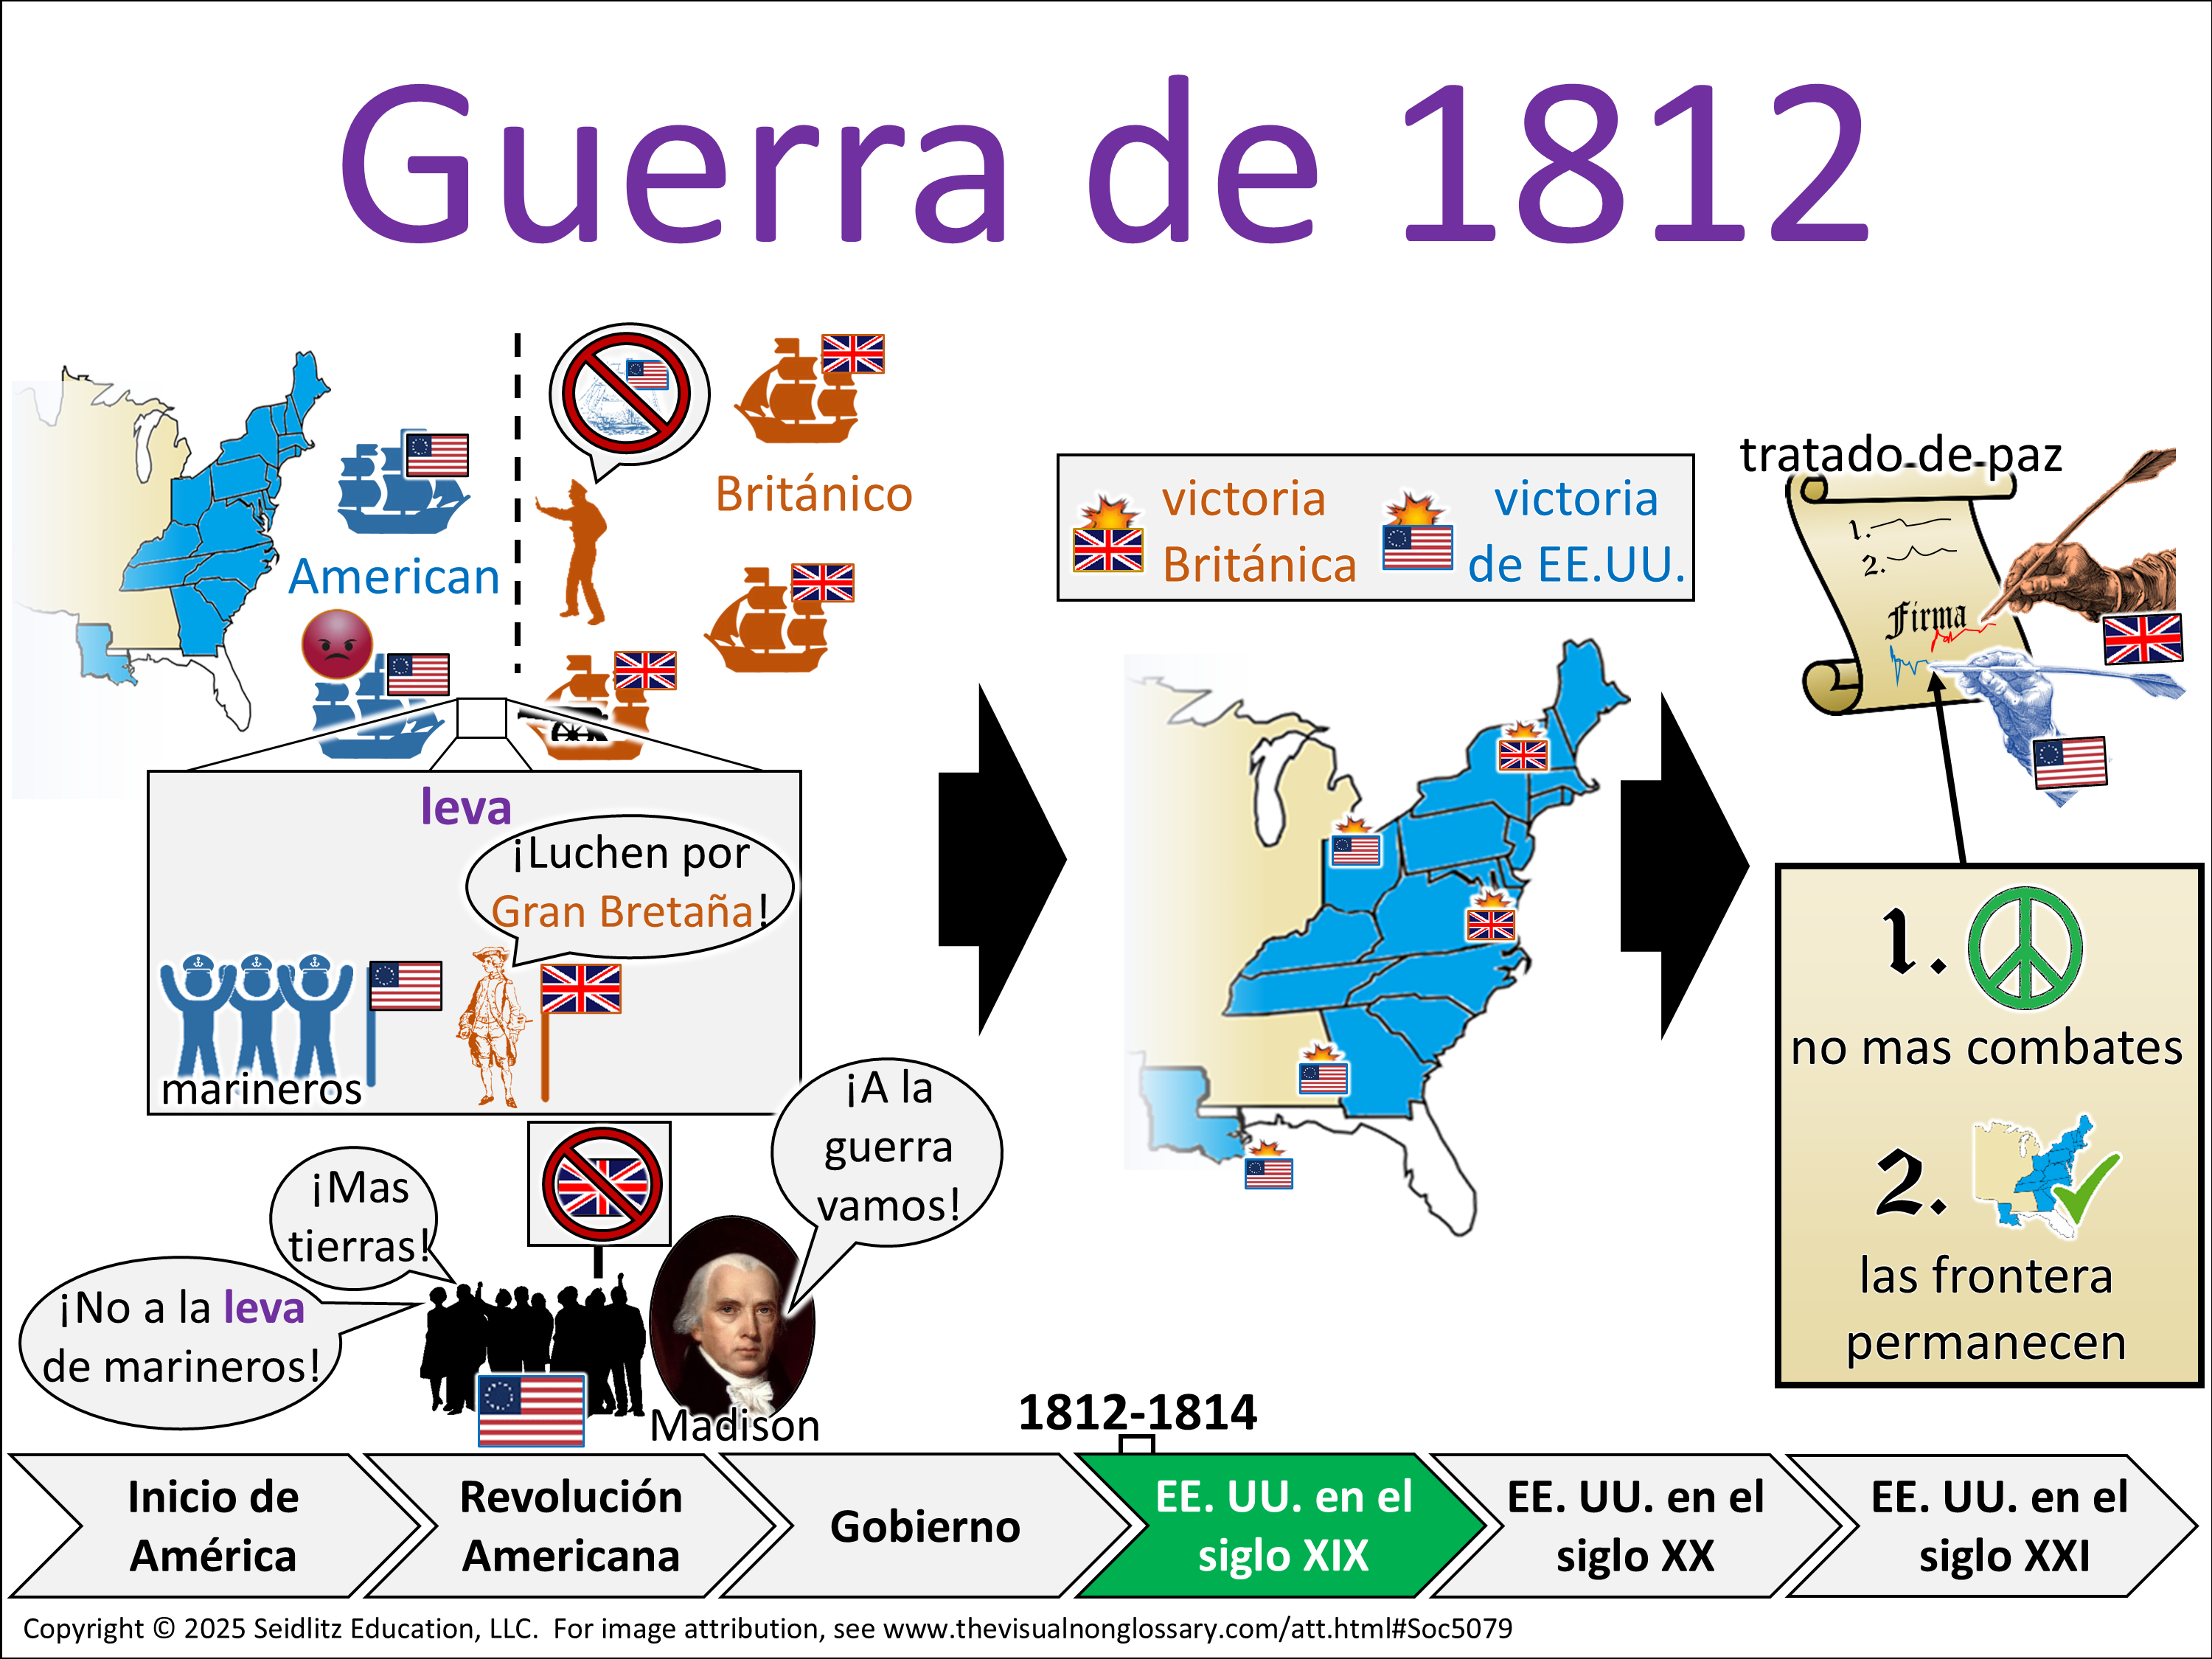 Guerra de 1812
American
Británico
leva
¡Luchen por
Gran Bretaña!
marineros
¡Mas
tierras!
¡No a la leva
de marineros!
¡A la
guerra
vamos!
Madison
victoria
Británica
victoria
de EE.UU.
tratado de paz
1.
2.
Firma
1.
no mas combates
2.
las frontera
permanecen
1812-1814
Inicio de
América
Revolución
Americana
Gobierno
EE. UU. en el
siglo XIX
EE. UU. en el
siglo XX
EE. UU. en el
siglo XXI
Copyright © 2025 Seidlitz Education, LLC.  For image attribution, see www.thevisualnonglossary.com/att.html#Soc5079